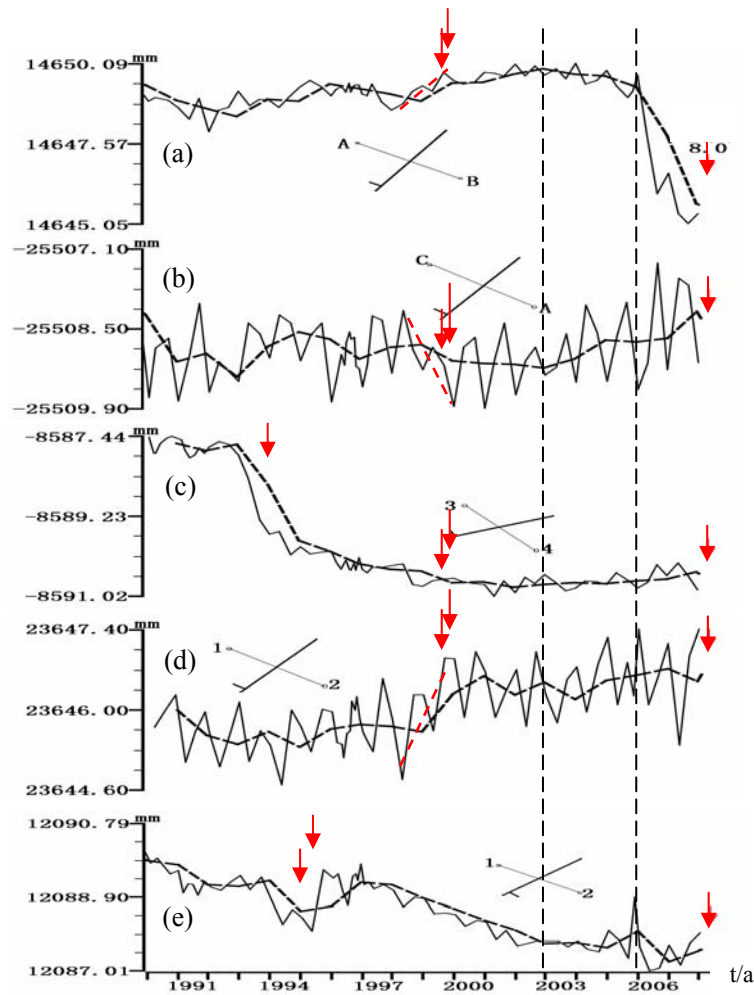 mm
14650.09
14647.57
14645.05
(a)
A
B
8.0
mm
-25507.10
-25508.50
-25509.90
(b)
C
A
mm
-8587.44
-8589.23
-8591.02
(c)
3
4
mm
23647.40
23646.00
23644.60
(d)
1
2
mm
12090.79
12088.90
12087.01
(e)
1
2
1991 1994 1997 2000 2003 2006 t/a